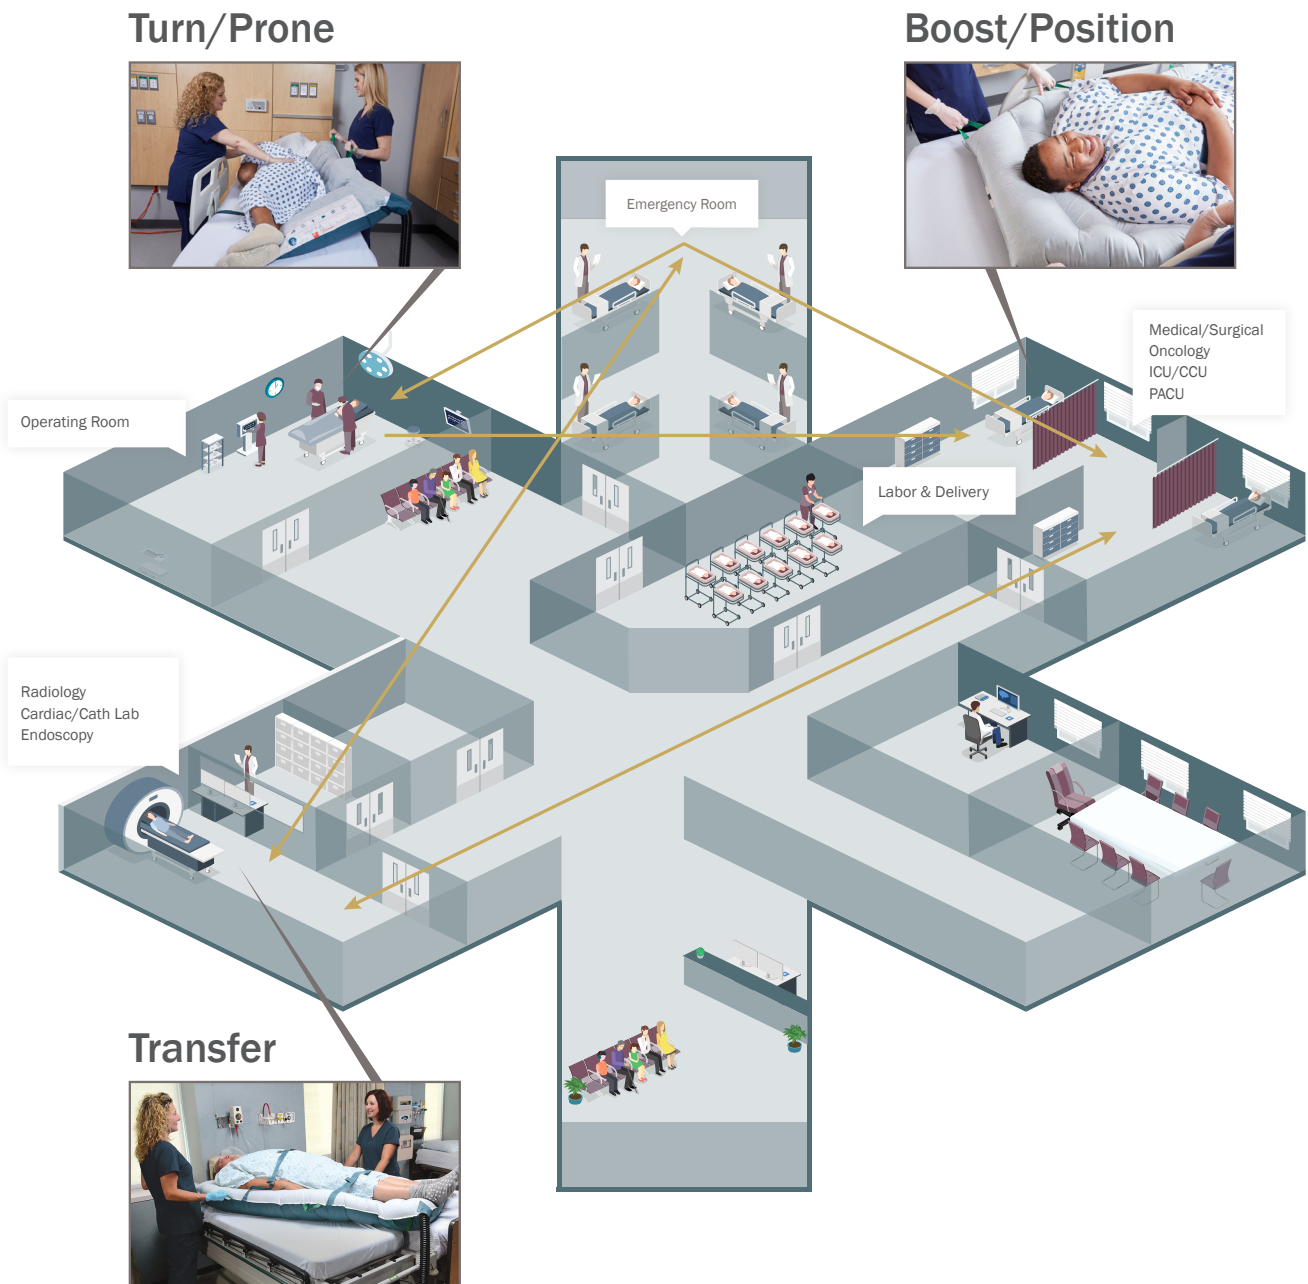 Turn/Prone
Boost/Position
Emergency Room
Medical/Surgical
Oncology
ICU/CCU
PACU
Operating Room
Labor & Delivery
Radiology
Cardiac/Cath Lab
Endoscopy
Transfer